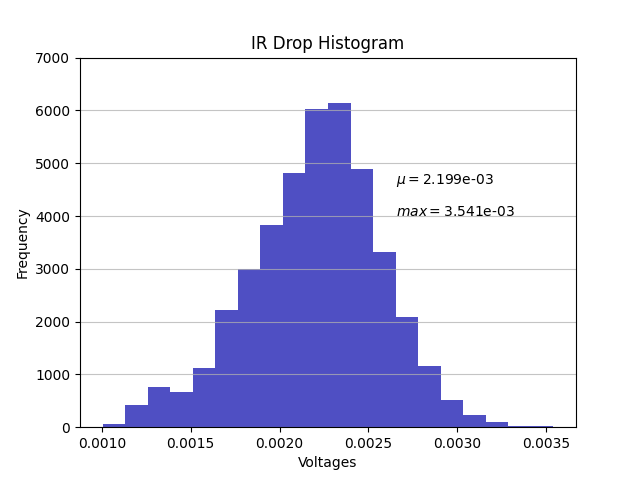 IR Drop Histogram
7000
6000
5000
4000
3000
2000
1000
0
Frequency
μ = 2.199e-03
max = 3.541e-03
0.0010 0.0015 0.0020 0.0025 0.0030 0.0035
Voltages